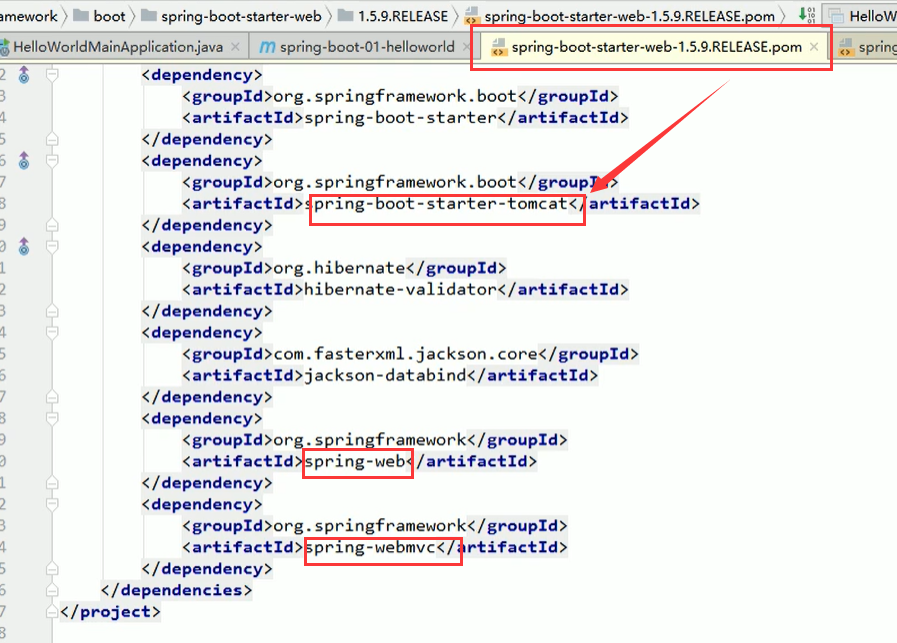 amework boot spring-boot-starter-web 1.5.9.RELEASE spring-boot-starter-web-1.5.9.RELEASE.pom HelloW
HelloWorldMainApplication.java × m spring-boot-01-helloworld × spring-boot-starter-web-1.5.9.RELEASE.pom × spring
2 <dependency>
3 <groupId>org.springframework.boot</groupId>
4 <artifactId>spring-boot-starter</artifactId>
5 </dependency>
6 <dependency>
7 <groupId>org.springframework.boot</groupId>
8 <artifactId>spring-boot-starter-tomcat</artifactId>
9 </dependency>
0 <dependency>
1 <groupId>org.hibernate</groupId>
2 <artifactId>hibernate-validator</artifactId>
3 </dependency>
4 <dependency>
5 <groupId>com.fasterxml.jackson.core</groupId>
6 <artifactId>jackson-databind</artifactId>
7 </dependency>
8 <dependency>
9 <groupId>org.springframework</groupId>
0 <artifactId>spring-web</artifactId>
1 </dependency>
2 <dependency>
3 <groupId>org.springframework</groupId>
4 <artifactId>spring-webmvc</artifactId>
5 </dependency>
6 </dependencies>
7 </project>
8